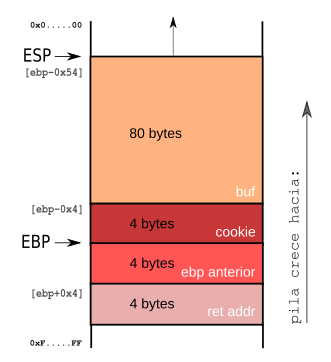 0x0.....00
ESP
[ebp-0x54]
80 bytes
buf
[ebp-0x4]
4 bytes
cookie
EBP
4 bytes
ebp anterior
[ebp+0x4]
4 bytes
ret addr
0xF.....FF
pila crece hacia: